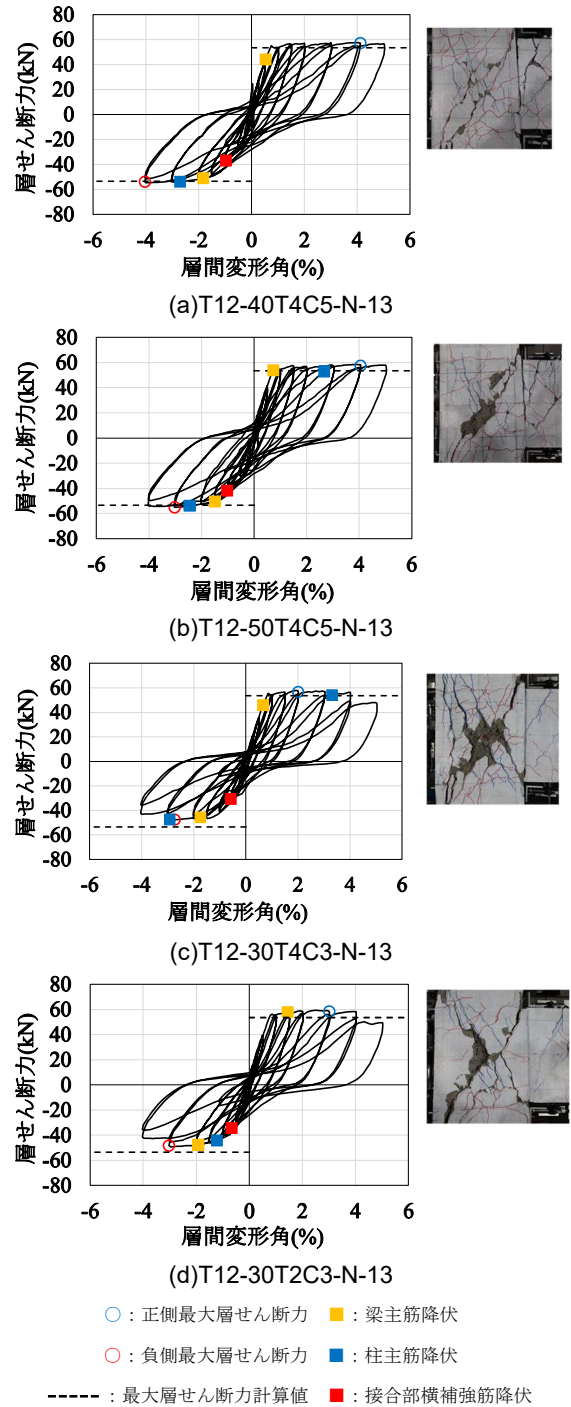 80
60
40
20
0
-20
-40
-60
-80
層せん断力(kN)
-6 -4 -2 0 2 4 6
層間変形角(%)
(a)T12-40T4C5-N-13
80
60
40
20
0
-20
-40
-60
-80
層せん断力(kN)
-6 -4 -2 0 2 4 6
層間変形角(%)
(b)T12-50T4C5-N-13
80
60
40
20
0
-20
-40
-60
-80
層せん断力(kN)
-6 -4 -2 0 2 4 6
層間変形角(%)
(c)T12-30T4C3-N-13
80
60
40
20
0
-20
-40
-60
-80
層せん断力(kN)
-6 -4 -2 0 2 4 6
層間変形角(%)
(d)T12-30T2C3-N-13
:正側最大層せん断力 :梁主筋降伏
:負側最大層せん断力 :柱主筋降伏
:最大層せん断力計算値 :接合部横補強筋降伏